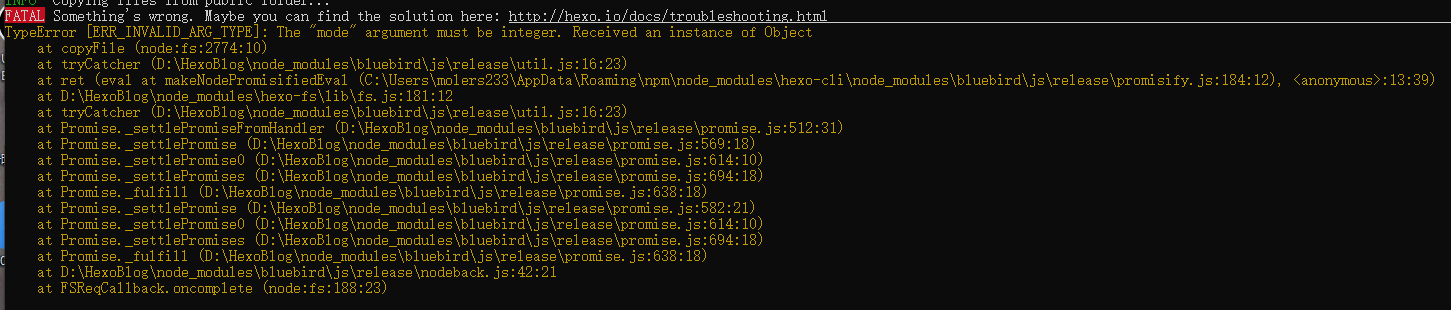 INFO  Copying files from public folder...
FATAL Something's wrong. Maybe you can find the solution here: http://hexo.io/docs/troubleshooting.html
TypeError [ERR_INVALID_ARG_TYPE]: The "mode" argument must be integer. Received an instance of Object
    at copyFile (node:fs:2774:10)
    at tryCatcher (D:\HexoBlog\node_modules\bluebird\js\release\util.js:16:23)
    at ret (eval at makeNodePromisifiedEval (C:\Users\molers233\AppData\Roaming\npm\node_modules\hexo-cli\node_modules\bluebird\js\release\promisify.js:184:12), <anonymous>:13:39)
    at D:\HexoBlog\node_modules\hexo-fs\lib\fs.js:181:12
    at tryCatcher (D:\HexoBlog\node_modules\bluebird\js\release\util.js:16:23)
    at Promise._settlePromiseFromHandler (D:\HexoBlog\node_modules\bluebird\js\release\promise.js:512:31)
    at Promise._settlePromise (D:\HexoBlog\node_modules\bluebird\js\release\promise.js:569:18)
    at Promise._settlePromise0 (D:\HexoBlog\node_modules\bluebird\js\release\promise.js:614:10)
    at Promise._settlePromises (D:\HexoBlog\node_modules\bluebird\js\release\promise.js:694:18)
    at Promise._fulfill (D:\HexoBlog\node_modules\bluebird\js\release\promise.js:638:18)
    at Promise._settlePromise (D:\HexoBlog\node_modules\bluebird\js\release\promise.js:582:21)
    at Promise._settlePromise0 (D:\HexoBlog\node_modules\bluebird\js\release\promise.js:614:10)
    at Promise._settlePromises (D:\HexoBlog\node_modules\bluebird\js\release\promise.js:694:18)
    at Promise._fulfill (D:\HexoBlog\node_modules\bluebird\js\release\promise.js:638:18)
    at D:\HexoBlog\node_modules\bluebird\js\release\nodeback.js:42:21
    at FSReqCallback.oncomplete (node:fs:188:23)